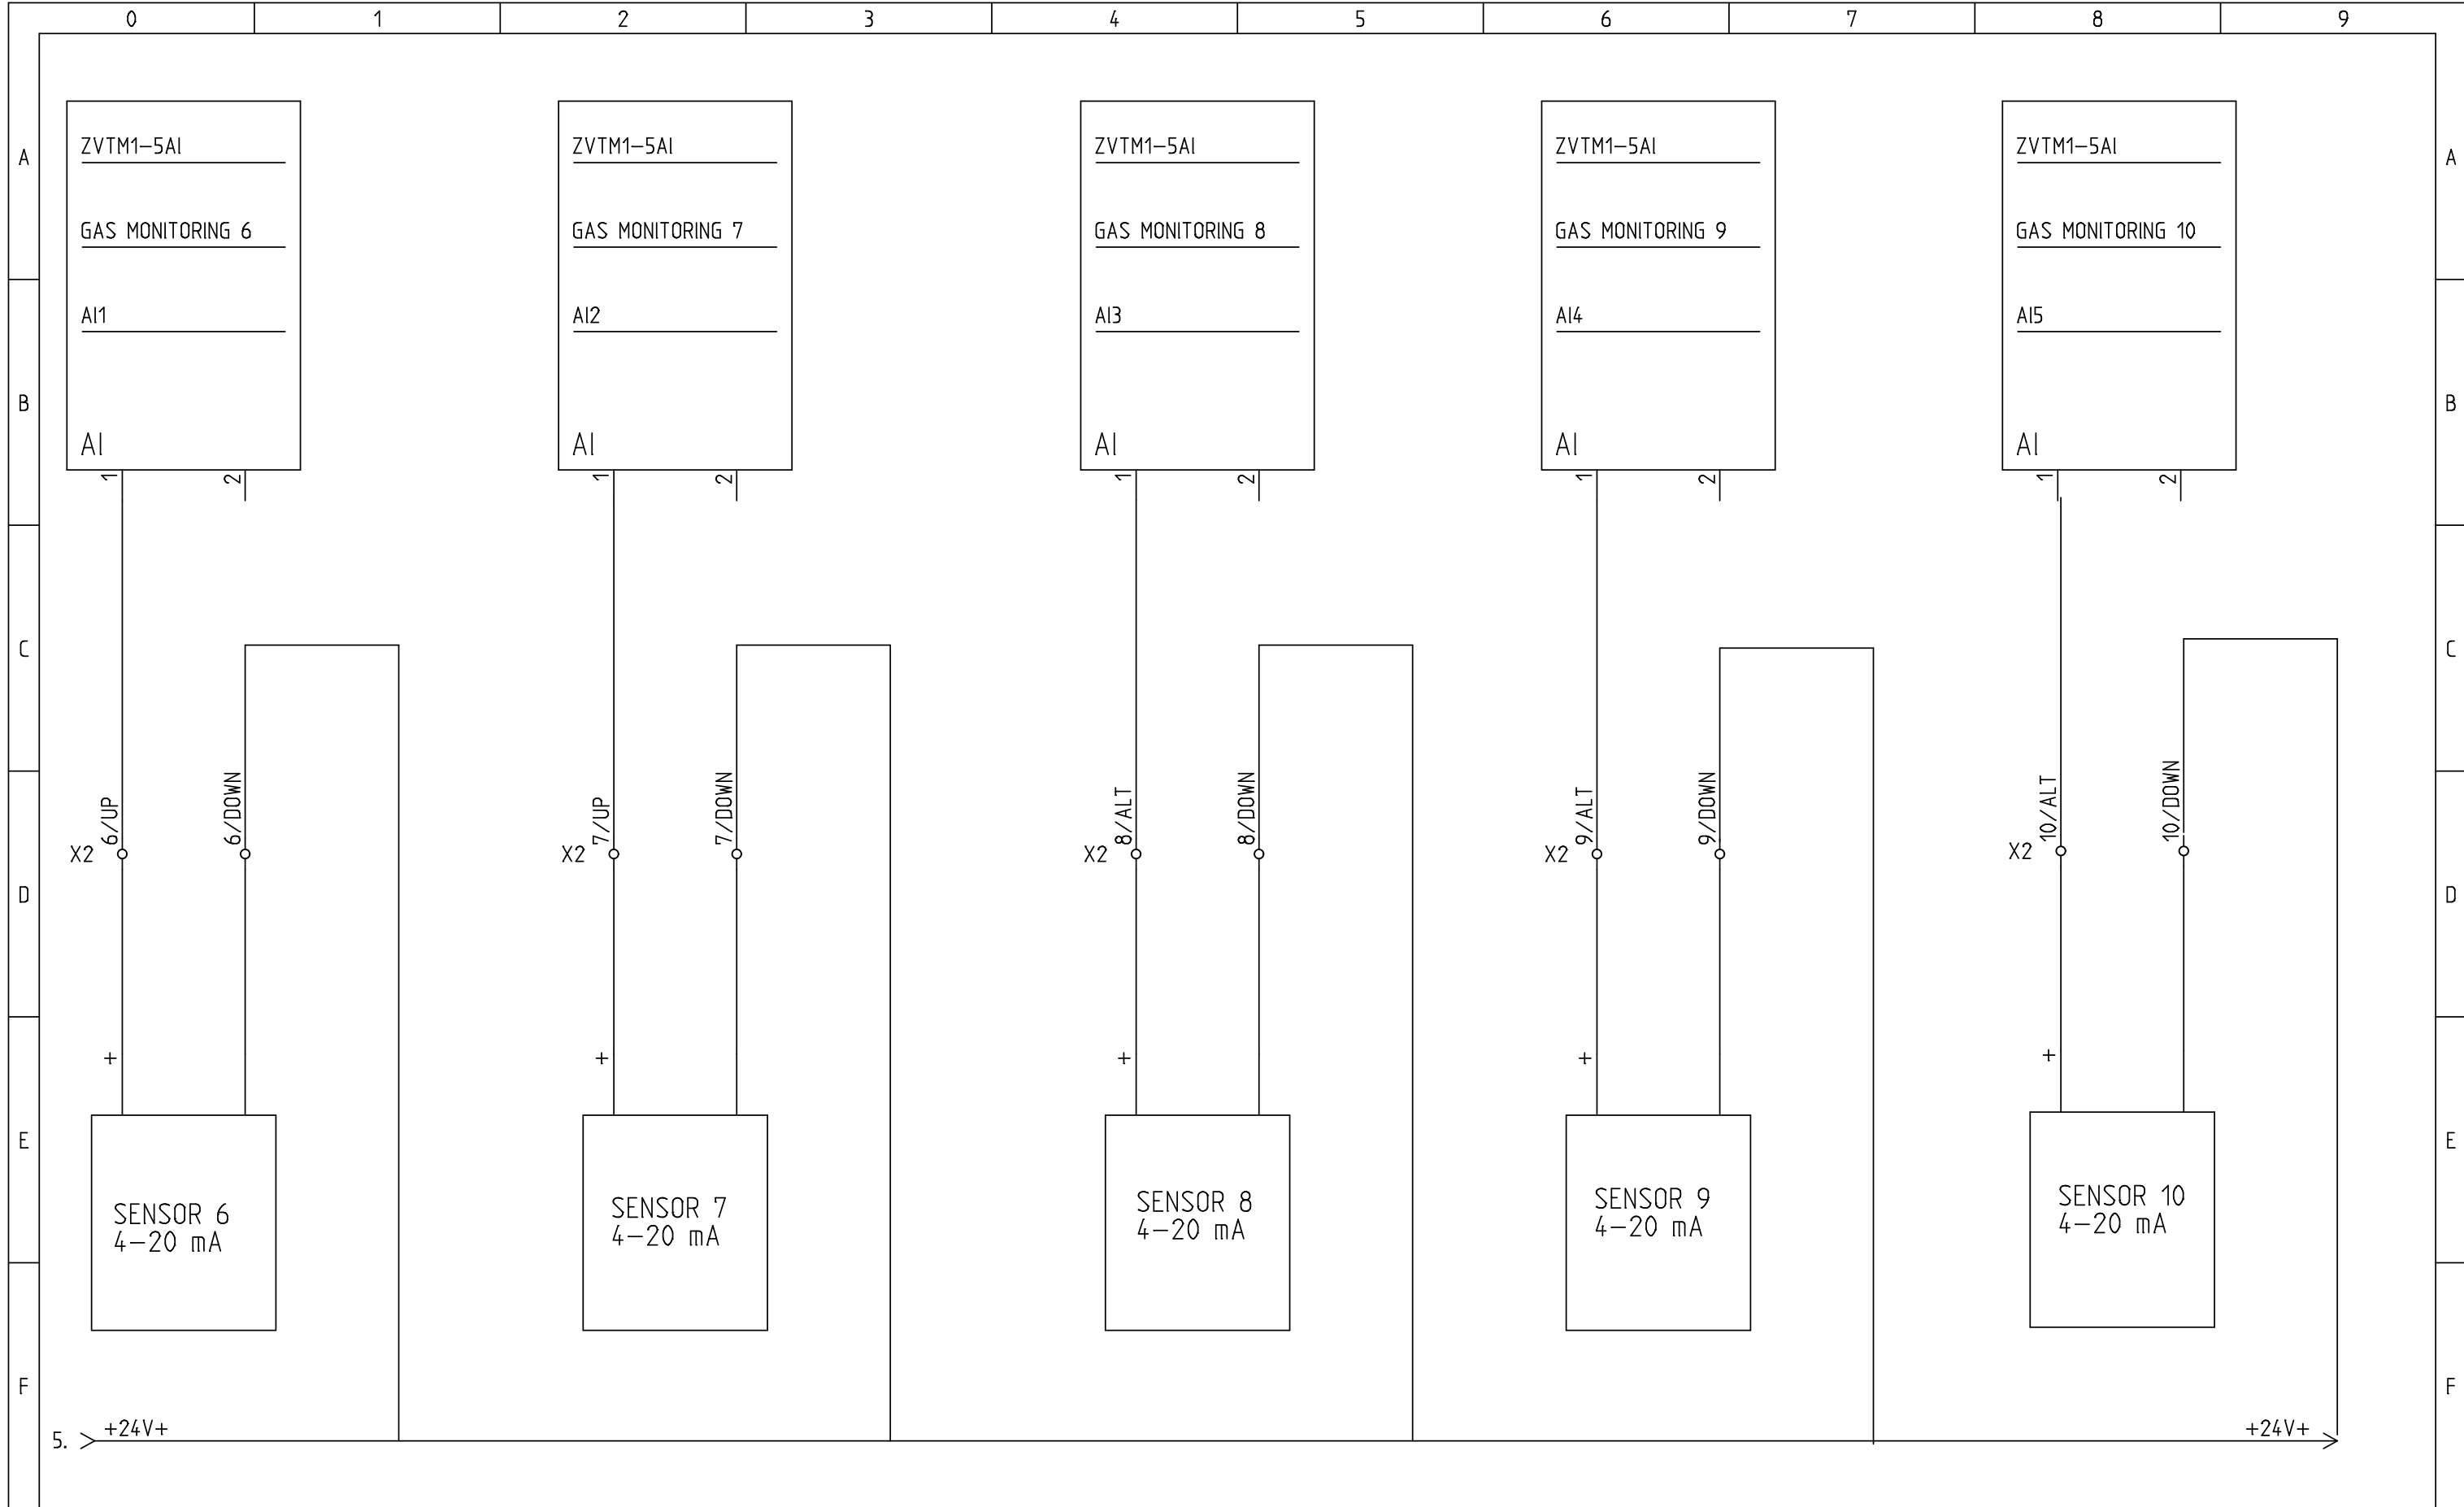 0 1 2 3 4 5 6 7 8 9
A A
ZVTM1-5AI ZVTM1-5AI ZVTM1-5AI ZVTM1-5AI ZVTM1-5AI
GAS MONITORING 6 GAS MONITORING 7 GAS MONITORING 8 GAS MONITORING 9 GAS MONITORING 10
AI1 AI2 AI3 AI4 AI5
B B
AI AI AI AI AI
1 2 1 2 1 2 1 2 1 2
C C
6/UP 6/DOWN 7/UP 7/DOWN 8/ALT 8/DOWN 9/ALT 9/DOWN 10/ALT 10/DOWN
X2 X2 X2 X2 X2
D D
+ + + + +
E E
SENSOR 6 SENSOR 7 SENSOR 8 SENSOR 9 SENSOR 10
4-20 mA 4-20 mA 4-20 mA 4-20 mA 4-20 mA
F F
+24V+ +24V+
5.